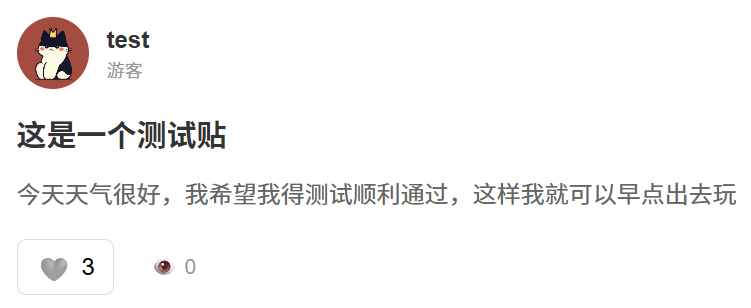 test
游客
这是一个测试贴
今天天气很好，我希望我得测试顺利通过，这样我就可以早点出去玩
3
0